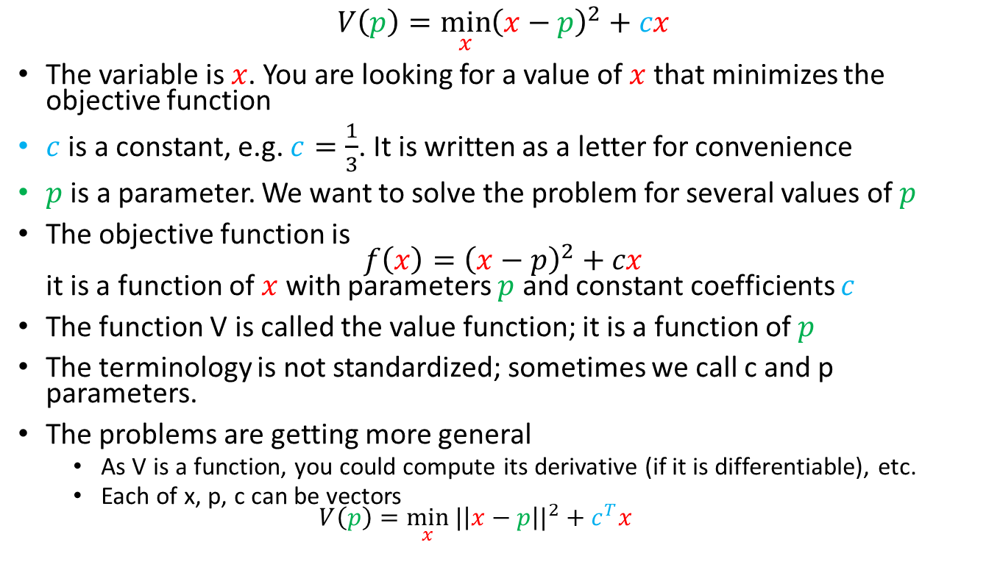 V(p) = min(x − p)² + cx
x
• The variable is x. You are looking for a value of x that minimizes the
objective function
• c is a constant, e.g. c = 1/3. It is written as a letter for convenience
• p is a parameter. We want to solve the problem for several values of p
• The objective function is
f(x) = (x − p)² + cx
it is a function of x with parameters p and constant coefficients c
• The function V is called the value function; it is a function of p
• The terminology is not standardized; sometimes we call c and p
parameters.
• The problems are getting more general
• As V is a function, you could compute its derivative (if it is differentiable), etc.
• Each of x, p, c can be vectors
V(p) = min ||x − p||² + cᵀx
x